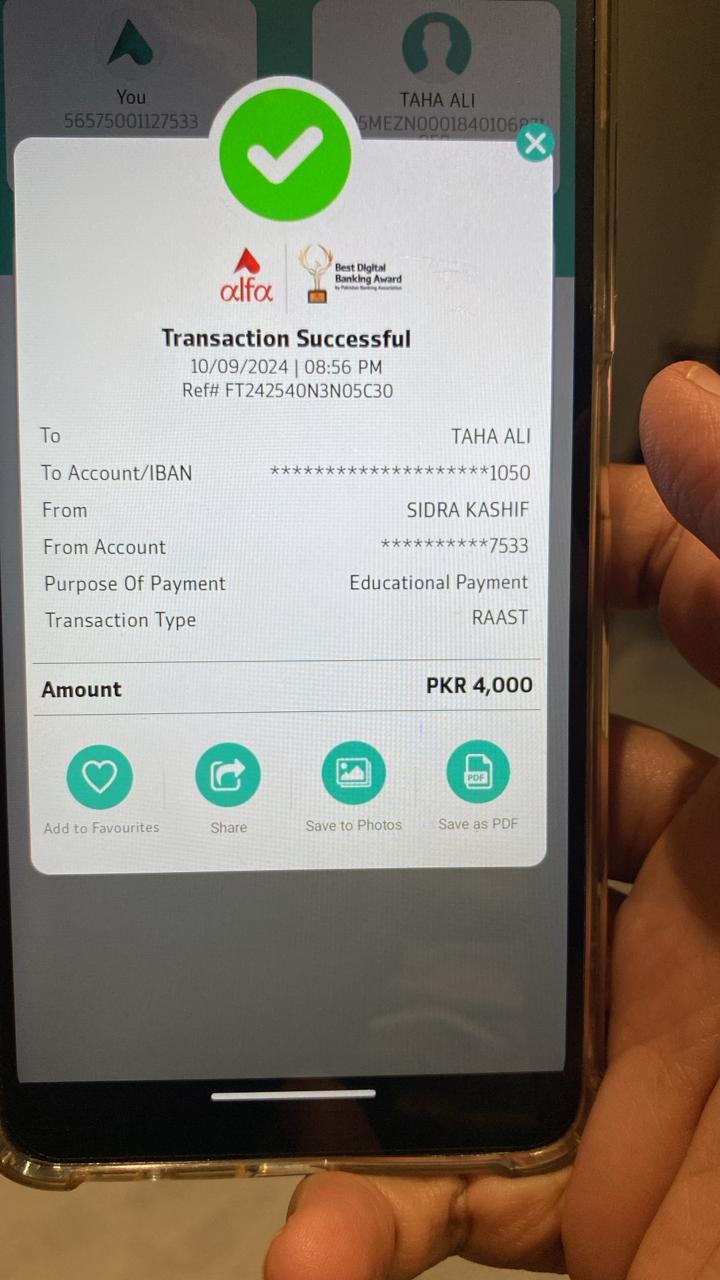 You
56575001127533
TAHA ALI
alfa
Best Digital
Banking Award
by Pakistan Banking Association
Transaction Successful
10/09/2024 | 08:56 PM
Ref# FT242540N3N05C30
To TAHA ALI
To Account/IBAN ********************1050
From SIDRA KASHIF
From Account **********7533
Purpose Of Payment Educational Payment
Transaction Type RAAST
Amount PKR 4,000
PDF
Add to Favourites Share Save to Photos Save as PDF